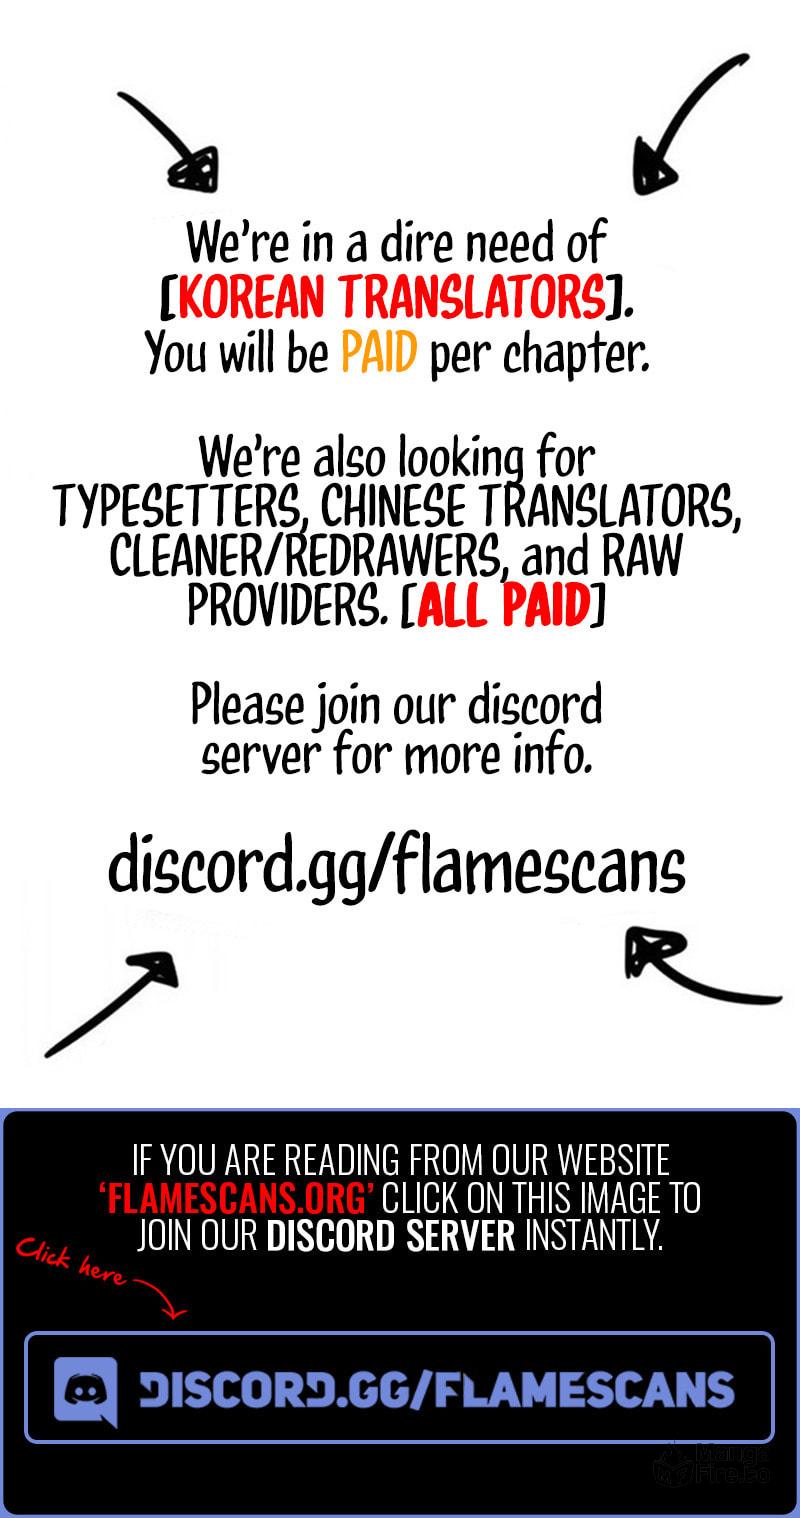 We're in a dire need of
[KOREAN TRANSLATORS].
You will be PAID per chapter.
We're also looking for
TYPESETTERS, CHINESE TRANSLATORS,
CLEANER/REDRAWERS, and RAW
PROVIDERS. [ALL PAID]
Please join our discord
server for more info.
discord.gg/flamescans
IF YOU ARE READING FROM OUR WEBSITE
'FLAMESCANS.ORG' CLICK ON THIS IMAGE TO
JOIN OUR DISCORD SERVER INSTANTLY.
Click here
DISCORD.GG/FLAMESCANS
Manga
Fire.to